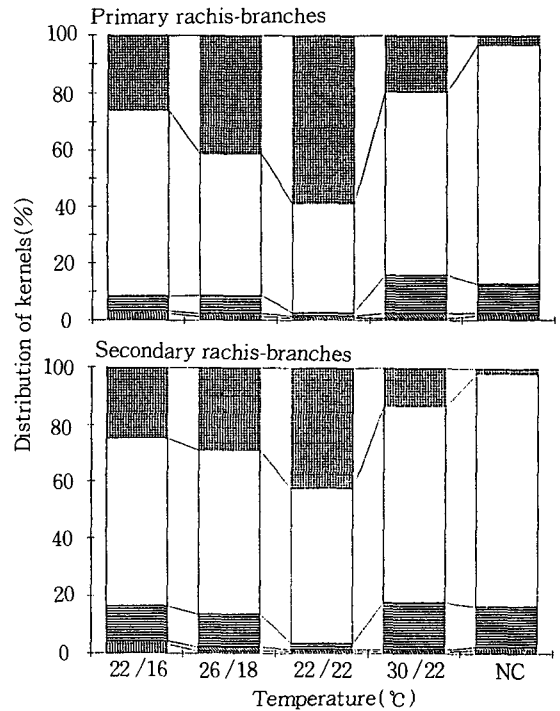 Primary rachis-branches
100
80
60
40
20
0
Secondary rachis-branches
100
80
60
40
20
0
Distribution of kernels(%)
22/16 26/18 22/22 30/22 NC
Temperature(℃)